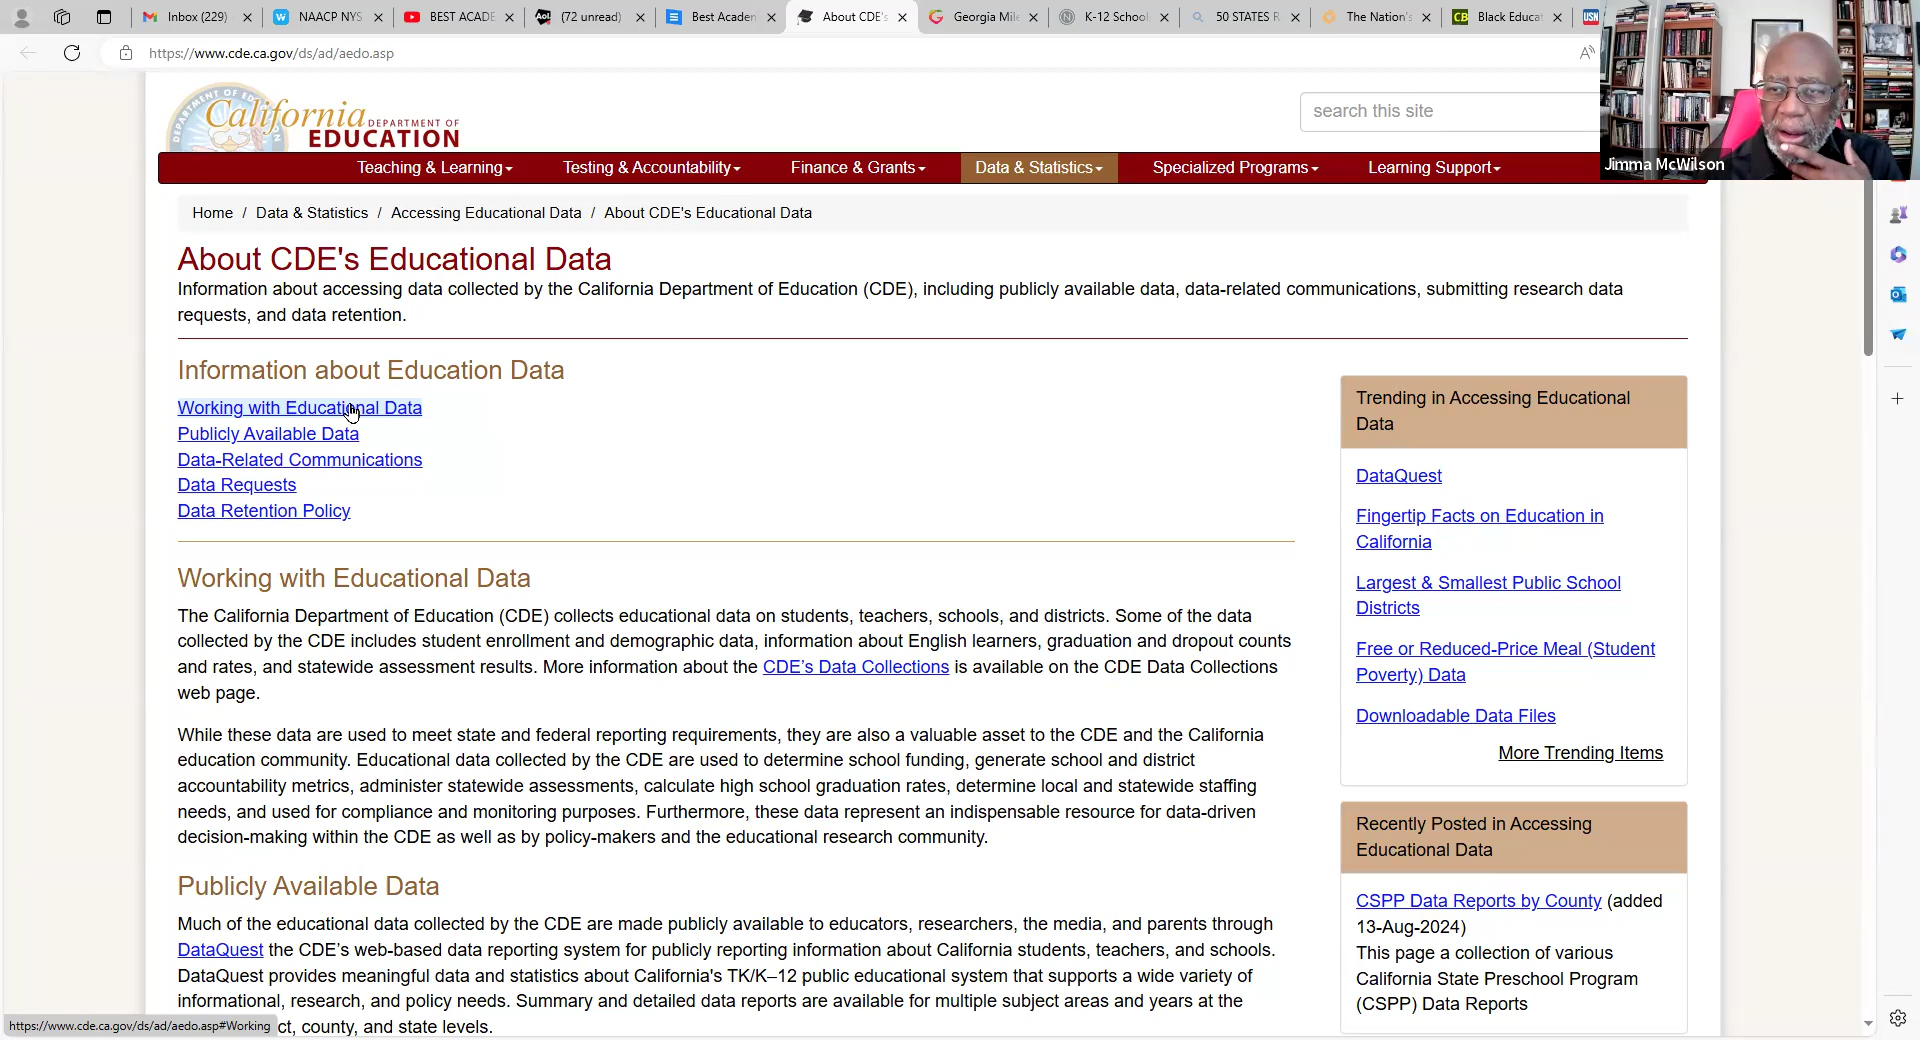 Inbox (229)
NAACP NYS
BEST ACADE
Aol.
(72 unread)
Best Academ
About CDE's
Georgia Mile
K-12 School
50 STATES R
The Nation's
CB
Black Educat
USN
https://www.cde.ca.gov/ds/ad/aedo.asp
DEPARTMENT OF EDUCATION
California
DEPARTMENT OF
EDUCATION
search this site
Jimma McWilson
Teaching & Learning
Testing & Accountability
Finance & Grants
Data & Statistics
Specialized Programs
Learning Support
Home / Data & Statistics / Accessing Educational Data / About CDE's Educational Data
About CDE's Educational Data
Information about accessing data collected by the California Department of Education (CDE), including publicly available data, data-related communications, submitting research data
requests, and data retention.
Information about Education Data
Working with Educational Data
Publicly Available Data
Data-Related Communications
Data Requests
Data Retention Policy
Working with Educational Data
The California Department of Education (CDE) collects educational data on students, teachers, schools, and districts. Some of the data
collected by the CDE includes student enrollment and demographic data, information about English learners, graduation and dropout counts
and rates, and statewide assessment results. More information about the CDE's Data Collections is available on the CDE Data Collections
web page.
While these data are used to meet state and federal reporting requirements, they are also a valuable asset to the CDE and the California
education community. Educational data collected by the CDE are used to determine school funding, generate school and district
accountability metrics, administer statewide assessments, calculate high school graduation rates, determine local and statewide staffing
needs, and used for compliance and monitoring purposes. Furthermore, these data represent an indispensable resource for data-driven
decision-making within the CDE as well as by policy-makers and the educational research community.
Publicly Available Data
Much of the educational data collected by the CDE are made publicly available to educators, researchers, the media, and parents through
DataQuest the CDE's web-based data reporting system for publicly reporting information about California students, teachers, and schools.
DataQuest provides meaningful data and statistics about California's TK/K–12 public educational system that supports a wide variety of
informational, research, and policy needs. Summary and detailed data reports are available for multiple subject areas and years at the
ct, county, and state levels.
https://www.cde.ca.gov/ds/ad/aedo.asp#Working
Trending in Accessing Educational
Data
DataQuest
Fingertip Facts on Education in
California
Largest & Smallest Public School
Districts
Free or Reduced-Price Meal (Student
Poverty) Data
Downloadable Data Files
More Trending Items
Recently Posted in Accessing
Educational Data
CSPP Data Reports by County (added
13-Aug-2024)
This page a collection of various
California State Preschool Program
(CSPP) Data Reports